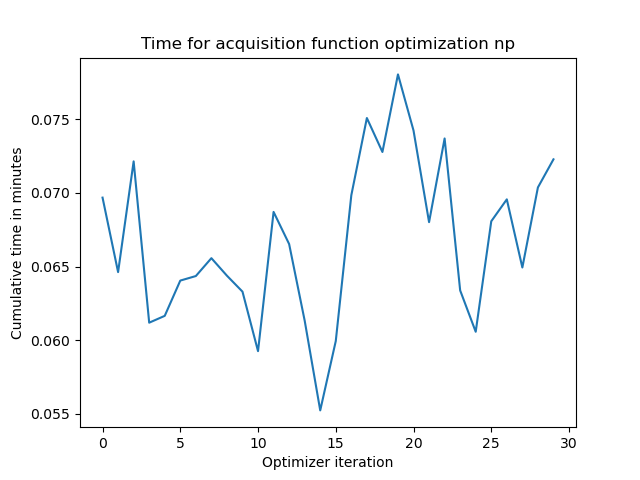 Time for acquisition function optimization np
Cumulative time in minutes
0.075
0.070
0.065
0.060
0.055
0 5 10 15 20 25 30
Optimizer iteration